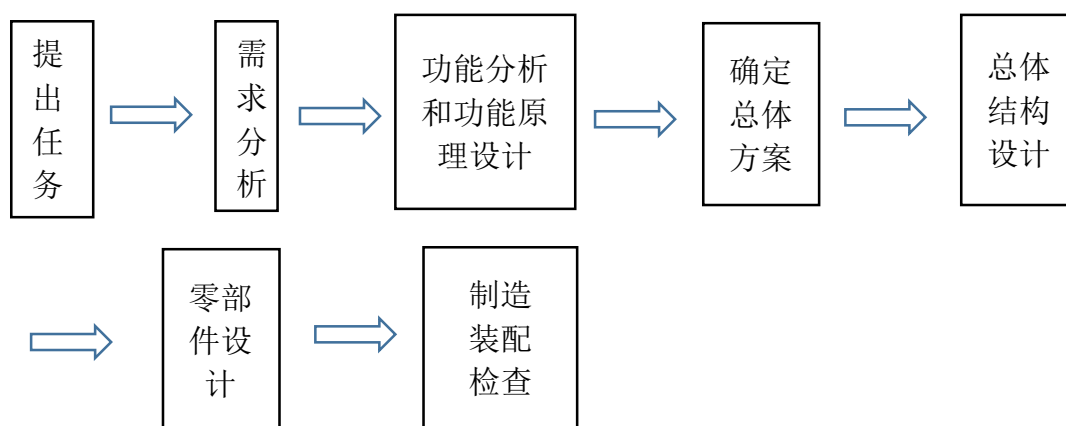 提
出
任
务
需
求
分
析
功能分析
和功能原
理设计
确定
总体
方案
总体
结构
设计
零部
件设
计
制造
装配
检查